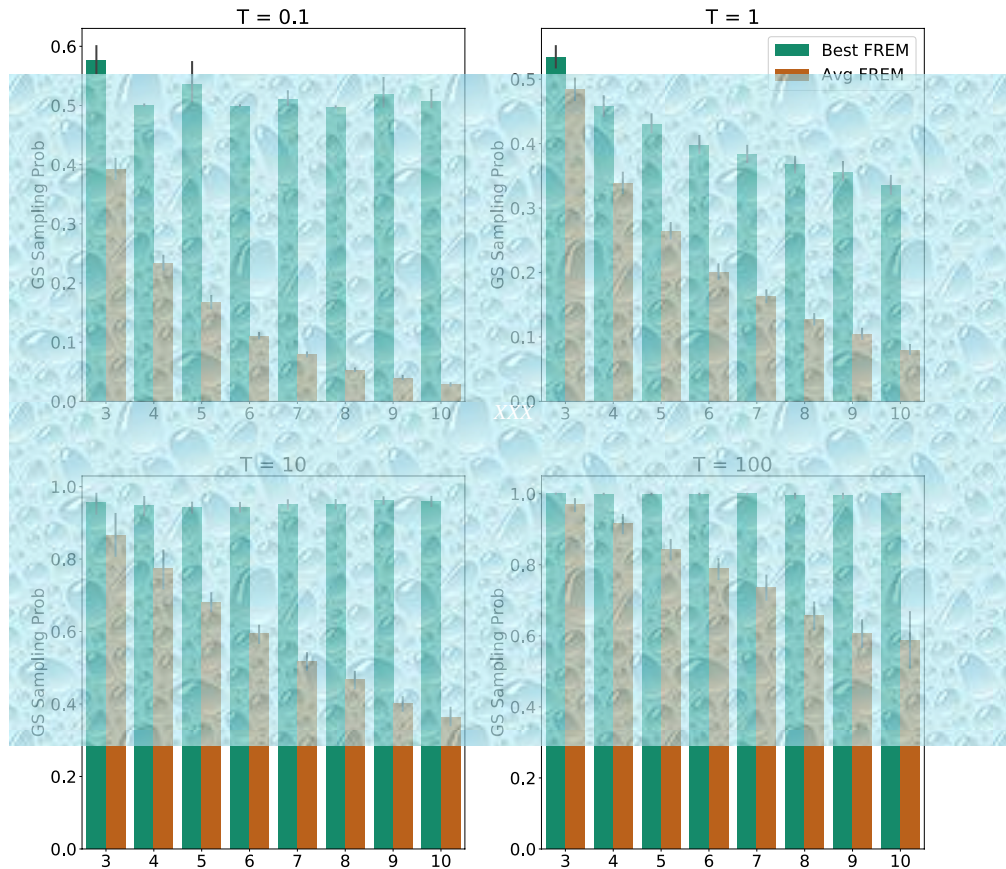 T = 0.1
0.6
0.5
0.4
0.3
0.2
0.1
0.0
GS Sampling Prob
3 4 5 6 7 8 9 10
T = 1
Best FREM
Avg FREM
0.5
0.4
0.3
0.2
0.1
0.0
GS Sampling Prob
3 4 5 6 7 8 9 10
XXX
T = 10
1.0
0.8
0.6
0.4
0.2
0.0
GS Sampling Prob
3 4 5 6 7 8 9 10
T = 100
1.0
0.8
0.6
0.4
0.2
0.0
GS Sampling Prob
3 4 5 6 7 8 9 10